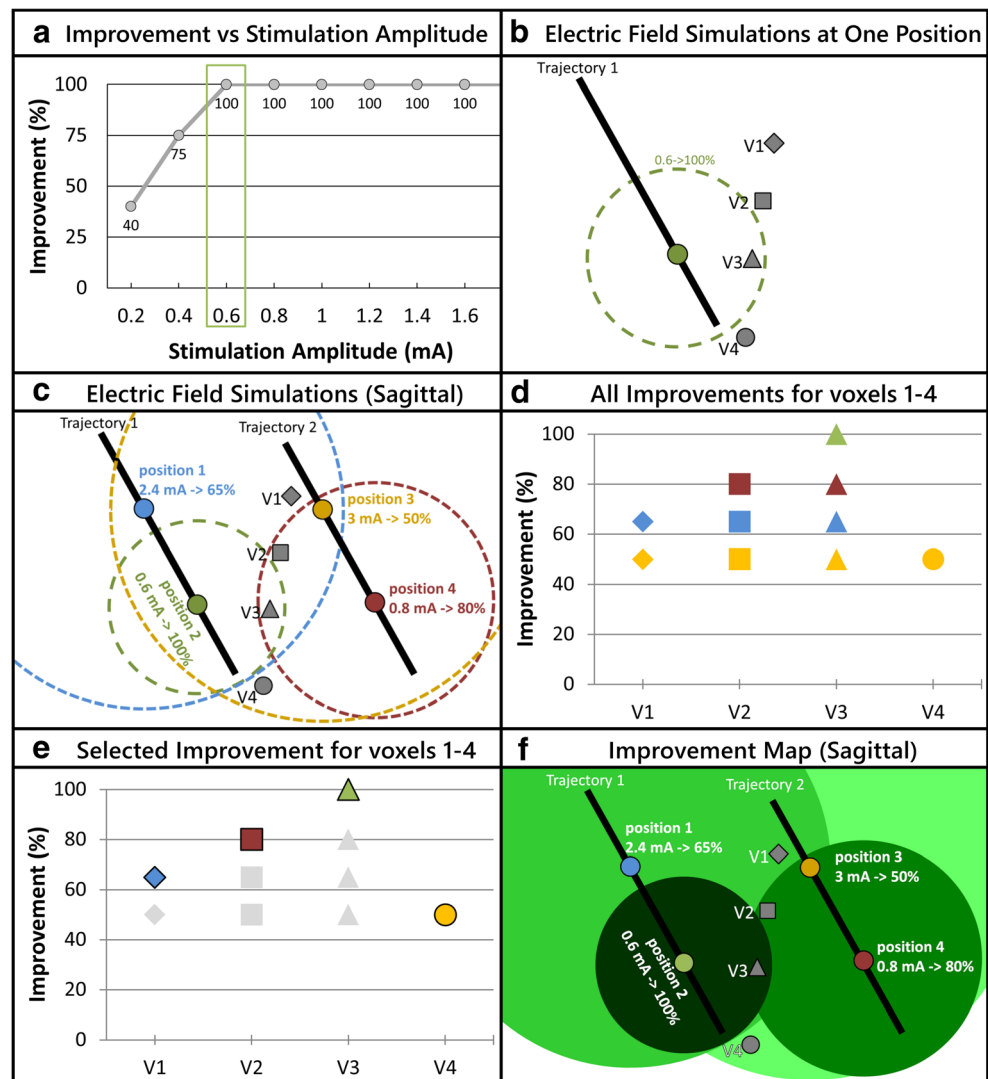 a Improvement vs Stimulation Amplitude
Improvement (%)
100
75
50
25
0
40
75
100 100 100 100 100 100
0.2 0.4 0.6 0.8 1 1.2 1.4 1.6
Stimulation Amplitude (mA)
b Electric Field Simulations at One Position
Trajectory 1
0.6->100%
V1
V2
V3
V4
c Electric Field Simulations (Sagittal)
Trajectory 1
Trajectory 2
position 1
2.4 mA -> 65%
position 2
0.6 mA -> 100%
position 3
3 mA -> 50%
position 4
0.8 mA -> 80%
V1
V2
V3
V4
d All Improvements for voxels 1-4
Improvement (%)
100
80
60
40
20
0
V1 V2 V3 V4
e Selected Improvement for voxels 1-4
Improvement (%)
100
80
60
40
20
0
V1 V2 V3 V4
f Improvement Map (Sagittal)
Trajectory 1
Trajectory 2
position 1
2.4 mA -> 65%
position 2
0.6 mA -> 100%
position 3
3 mA -> 50%
position 4
0.8 mA -> 80%
V1
V2
V3
V4